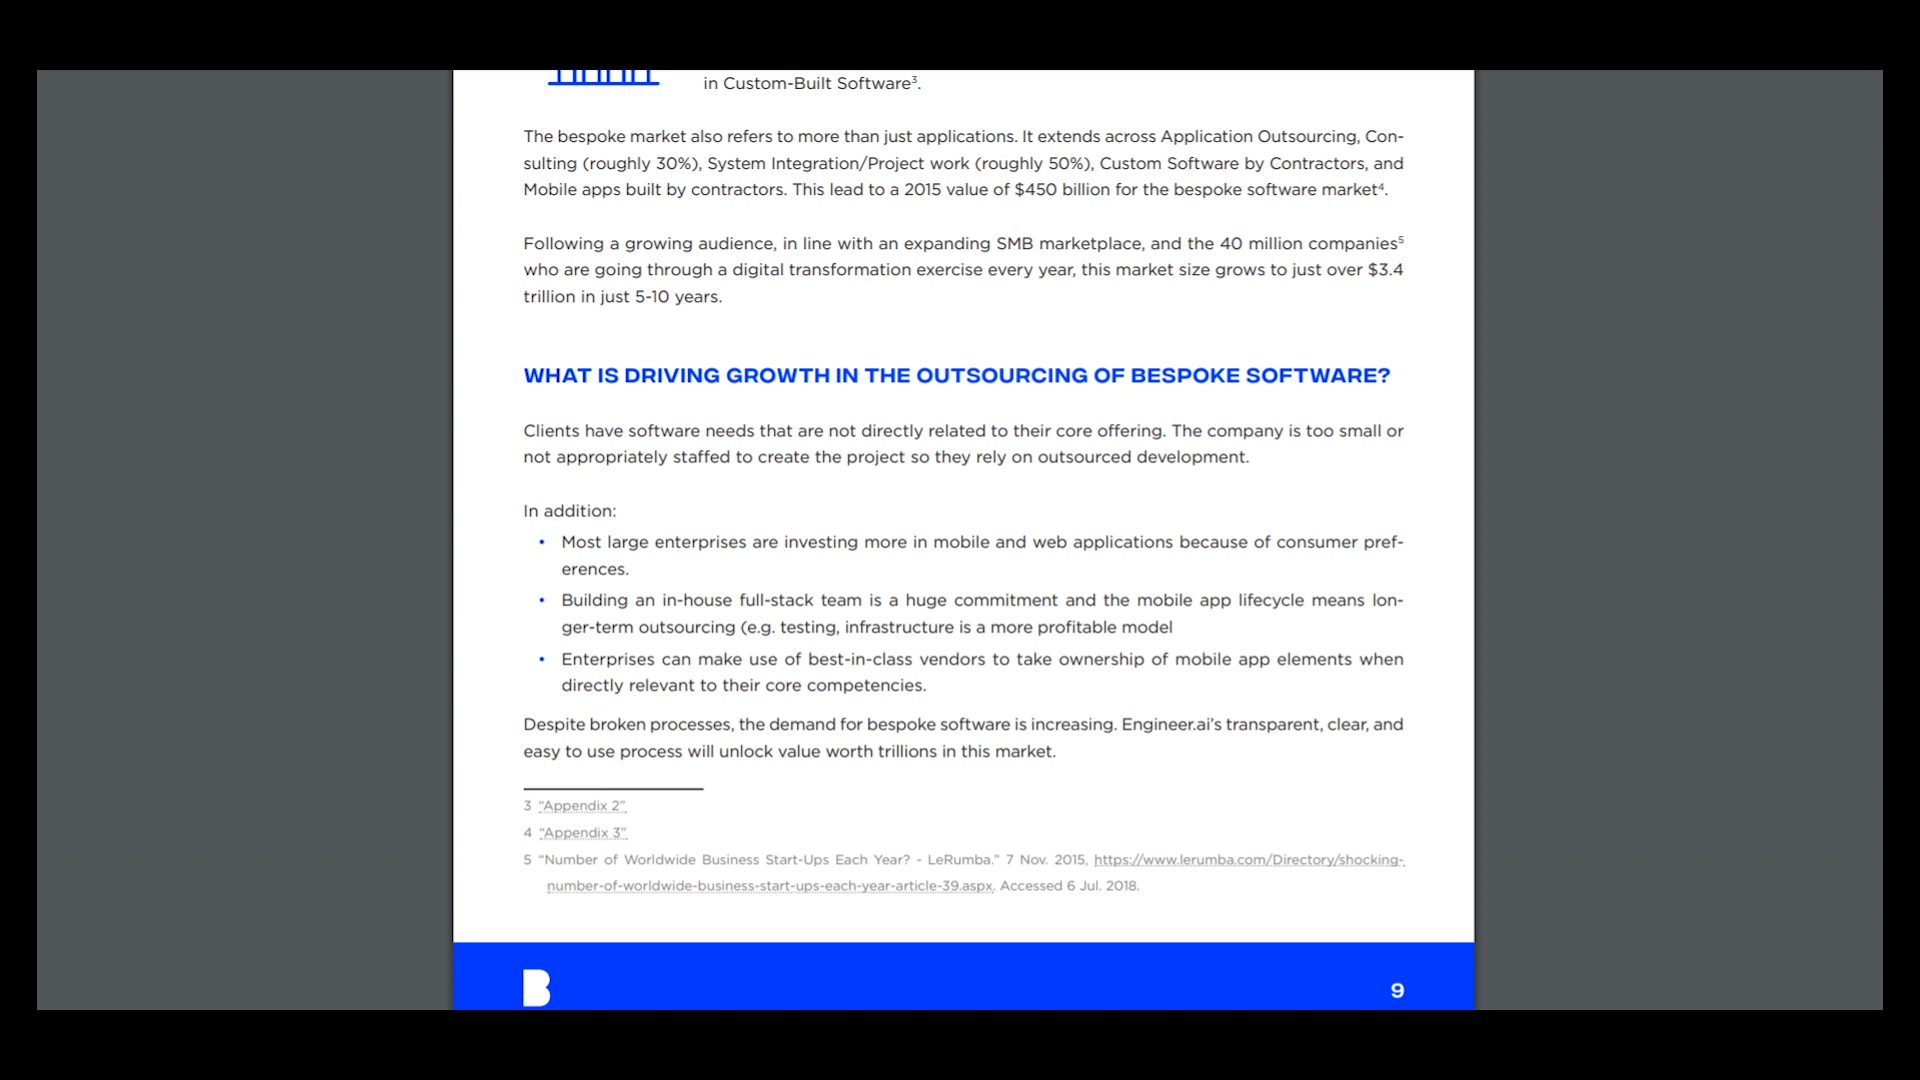 in Custom-Built Software³.
The bespoke market also refers to more than just applications. It extends across Application Outsourcing, Con-
sulting (roughly 30%), System Integration/Project work (roughly 50%), Custom Software by Contractors, and
Mobile apps built by contractors. This lead to a 2015 value of $450 billion for the bespoke software market⁴.
Following a growing audience, in line with an expanding SMB marketplace, and the 40 million companies⁵
who are going through a digital transformation exercise every year, this market size grows to just over $3.4
trillion in just 5-10 years.
WHAT IS DRIVING GROWTH IN THE OUTSOURCING OF BESPOKE SOFTWARE?
Clients have software needs that are not directly related to their core offering. The company is too small or
not appropriately staffed to create the project so they rely on outsourced development.
In addition:
• Most large enterprises are investing more in mobile and web applications because of consumer pref-
erences.
• Building an in-house full-stack team is a huge commitment and the mobile app lifecycle means lon-
ger-term outsourcing (e.g. testing, infrastructure is a more profitable model
• Enterprises can make use of best-in-class vendors to take ownership of mobile app elements when
directly relevant to their core competencies.
Despite broken processes, the demand for bespoke software is increasing. Engineer.ai’s transparent, clear, and
easy to use process will unlock value worth trillions in this market.
3 “Appendix 2”
4 “Appendix 3”
5 “Number of Worldwide Business Start-Ups Each Year? - LeRumba.” 7 Nov. 2015, https://www.lerumba.com/Directory/shocking-
number-of-worldwide-business-start-ups-each-year-article-39.aspx. Accessed 6 Jul. 2018.
B
9